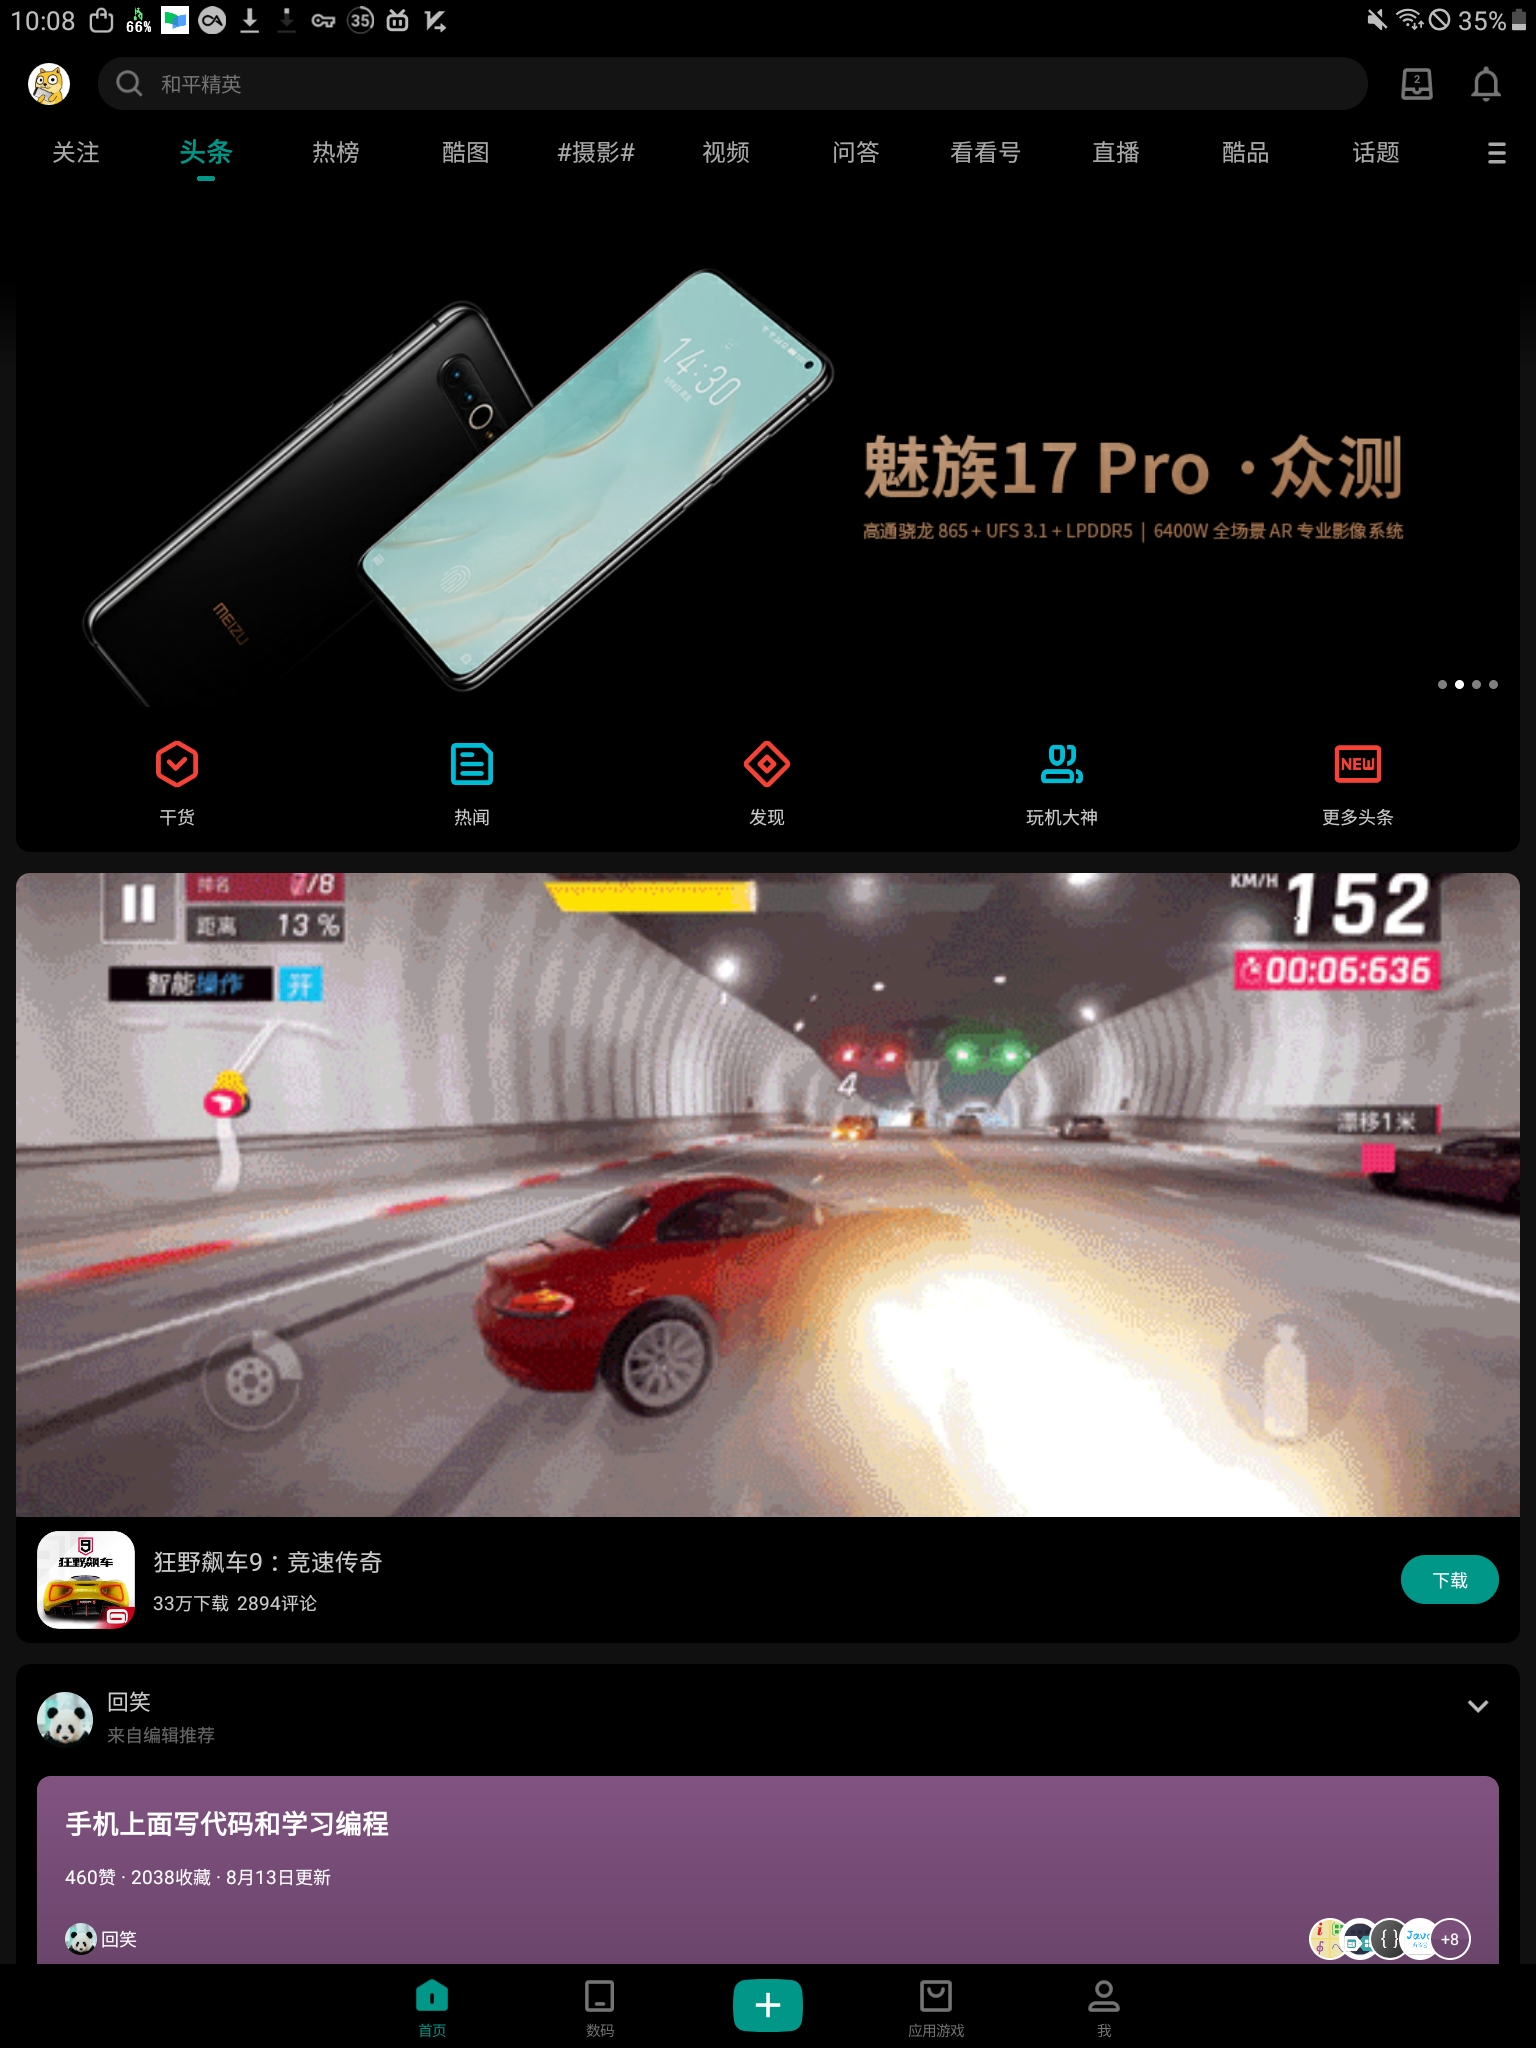 10:08
66%
CA
35
35%
和平精英
2
关注 头条 热榜 酷图 #摄影# 视频 问答 看看号 直播 酷品 话题
14:30
MEIZU
魅族17 Pro · 众测
高通骁龙 865 + UFS 3.1 + LPDDR5 | 6400W 全场景 AR 专业影像系统
干货 热闻 发现 玩机大神 更多头条
NEW
排名 /8
距离 13 %
KM/H 152
00:06:636
智能操作 开
4
漂移1米
9
狂野飙车
狂野飙车9：竞速传奇
33万下载 2894评论
下载
回笑
来自编辑推荐
手机上面写代码和学习编程
460赞 · 2038收藏 · 8月13日更新
回笑
{ }
Java
+8
首页 数码 应用游戏 我